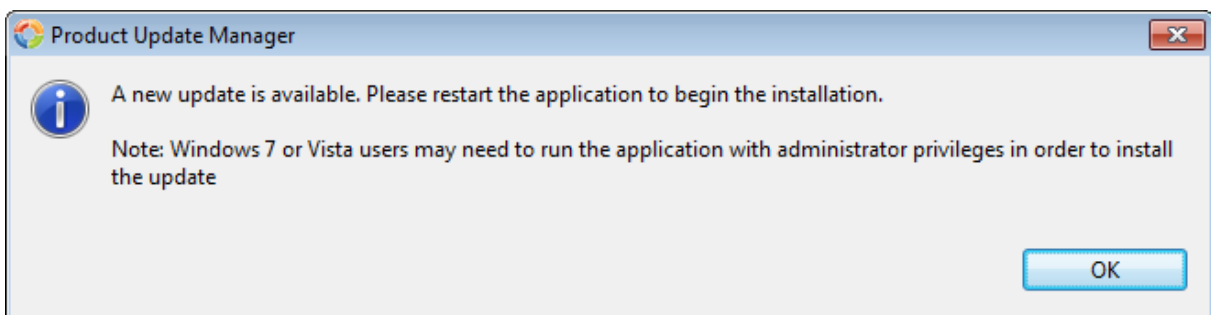 Product Update Manager
A new update is available. Please restart the application to begin the installation.
Note: Windows 7 or Vista users may need to run the application with administrator privileges in order to install
the update
OK